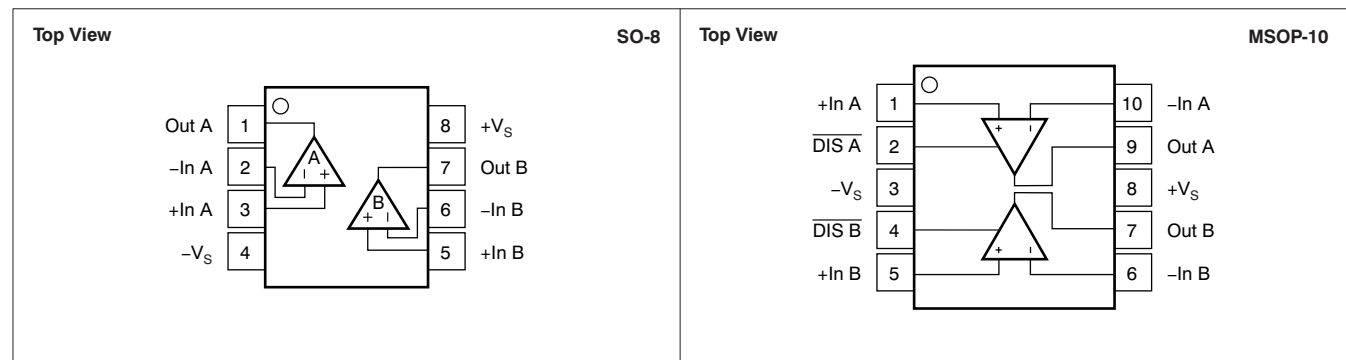 Top View SO-8
Out A 1
−In A 2
+In A 3
−V_S 4
8 +V_S
7 Out B
6 −In B
5 +In B
A
− +
B
+ −
Top View MSOP-10
+In A 1
D̅I̅S̅ ̅A̅ 2
−V_S 3
D̅I̅S̅ ̅B̅ 4
+In B 5
10 −In A
9 Out A
8 +V_S
7 Out B
6 −In B
+ −
+ −